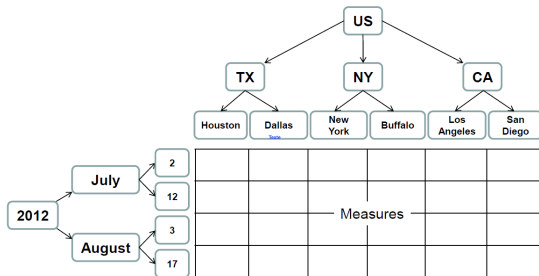 US
TX
NY
CA
Houston
Dallas
New
York
Buffalo
Los
Angeles
San
Diego
2012
July
August
2
12
3
17
Measures